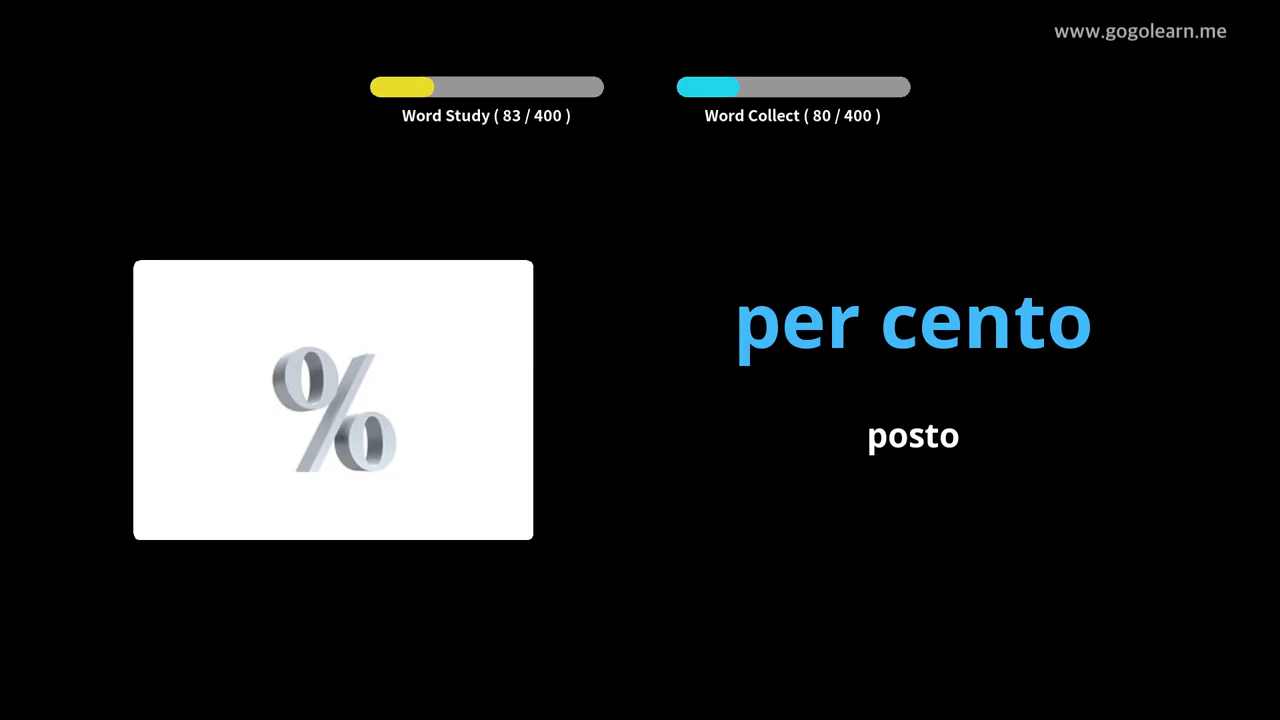 www.gogolearn.me
Word Study ( 83 / 400 )
Word Collect ( 80 / 400 )
%
per cento
posto